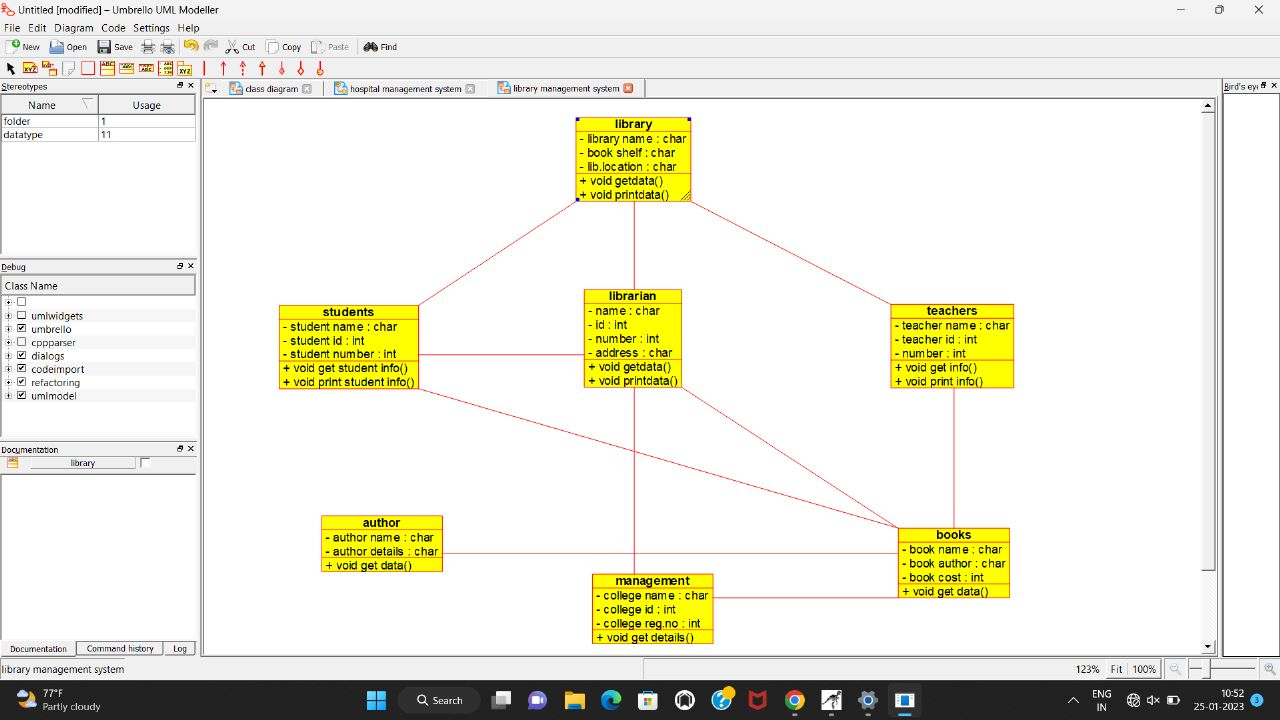 Untitled [modified] – Umbrello UML Modeller
File Edit Diagram Code Settings Help
New Open Save Cut Copy Paste Find
Stereotypes
Name Usage
folder 1
datatype 11
Debug
Class Name
umlwidgets
umbrello
cppparser
dialogs
codeimport
refactoring
umlmodel
Documentation
library
Documentation Command history Log
class diagram hospital management system library management system
Bird's ey
library
- library name : char
- book shelf : char
- lib.location : char
+ void getdata()
+ void printdata()
students
- student name : char
- student id : int
- student number : int
+ void get student info()
+ void print student info()
librarian
- name : char
- id : int
- number : int
- address : char
+ void getdata()
+ void printdata()
teachers
- teacher name : char
- teacher id : int
- number : int
+ void get info()
+ void print info()
author
- author name : char
- author details : char
+ void get data()
management
- college name : char
- college id : int
- college reg.no : int
+ void get details()
books
- book name : char
- book author : char
- book cost : int
+ void get data()
library management system
123% Fit 100%
77°F
Partly cloudy
Search
ENG
IN
10:52
25-01-2023
3